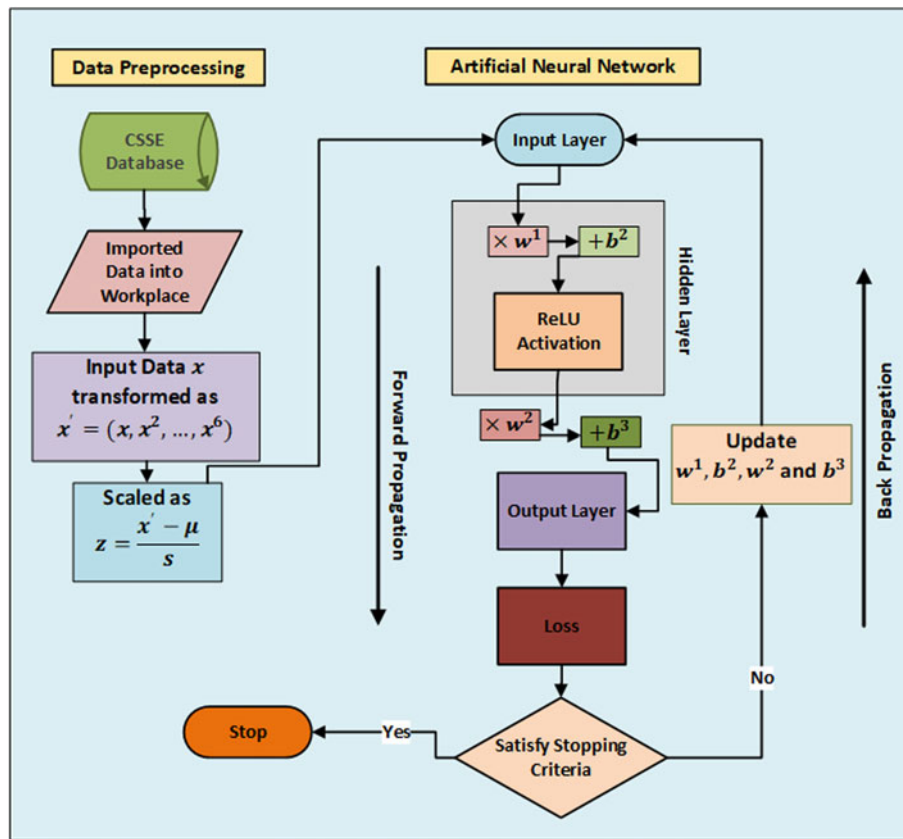 Data Preprocessing
CSSE
Database
Imported
Data into
Workplace
Input Data x
transformed as
x′ = (x, x², ..., x⁶)
Scaled as
z = (x′ − μ) / s
Forward Propagation
Artificial Neural Network
Input Layer
× w¹
+b²
ReLU
Activation
Hidden Layer
× w²
+b³
Output Layer
Loss
Satisfy Stopping
Criteria
Yes
Stop
No
Update
w¹, b², w² and b³
Back Propagation